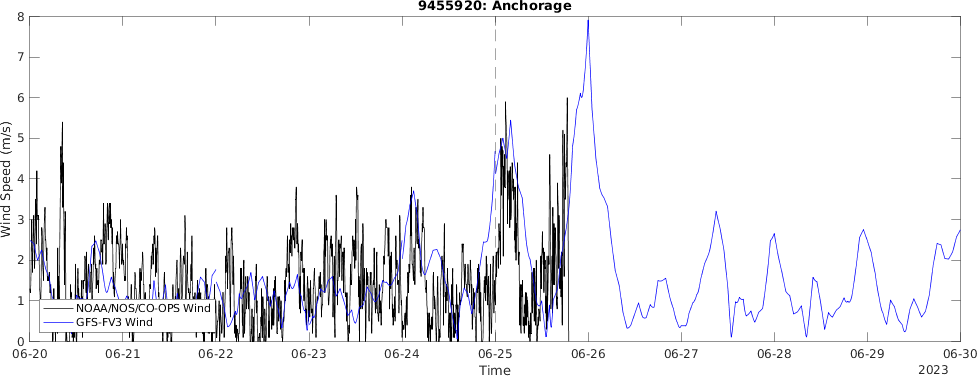 9455920: Anchorage
8
7
6
5
4
3
2
1
0
Wind Speed (m/s)
NOAA/NOS/CO-OPS Wind
GFS-FV3 Wind
06-20 06-21 06-22 06-23 06-24 06-25 06-26 06-27 06-28 06-29 06-30
Time
2023